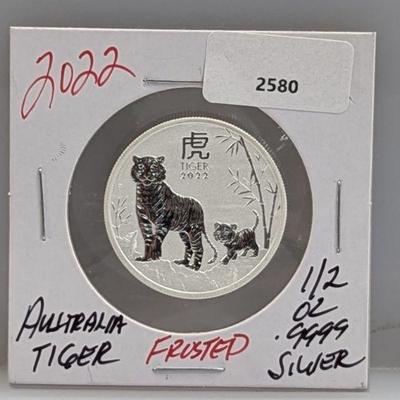 2022
2580
虎
TIGER
2022
AUSTRALIA
TIGER
FROSTED
1/2
OZ
.9999
SILVER